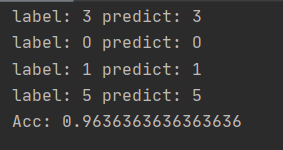 label: 3 predict: 3
label: 0 predict: 0
label: 1 predict: 1
label: 5 predict: 5
Acc: 0.9636363636363636